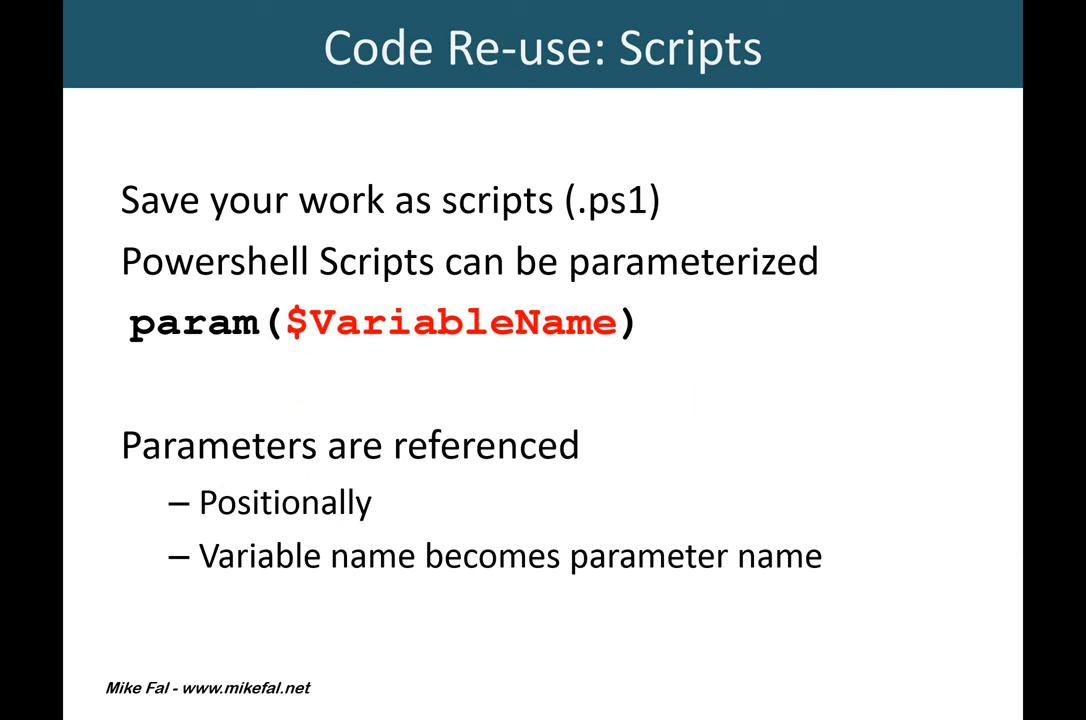 Code Re-use: Scripts
Save your work as scripts (.ps1)
Powershell Scripts can be parameterized
param($VariableName)
Parameters are referenced
– Positionally
– Variable name becomes parameter name
Mike Fal - www.mikefal.net